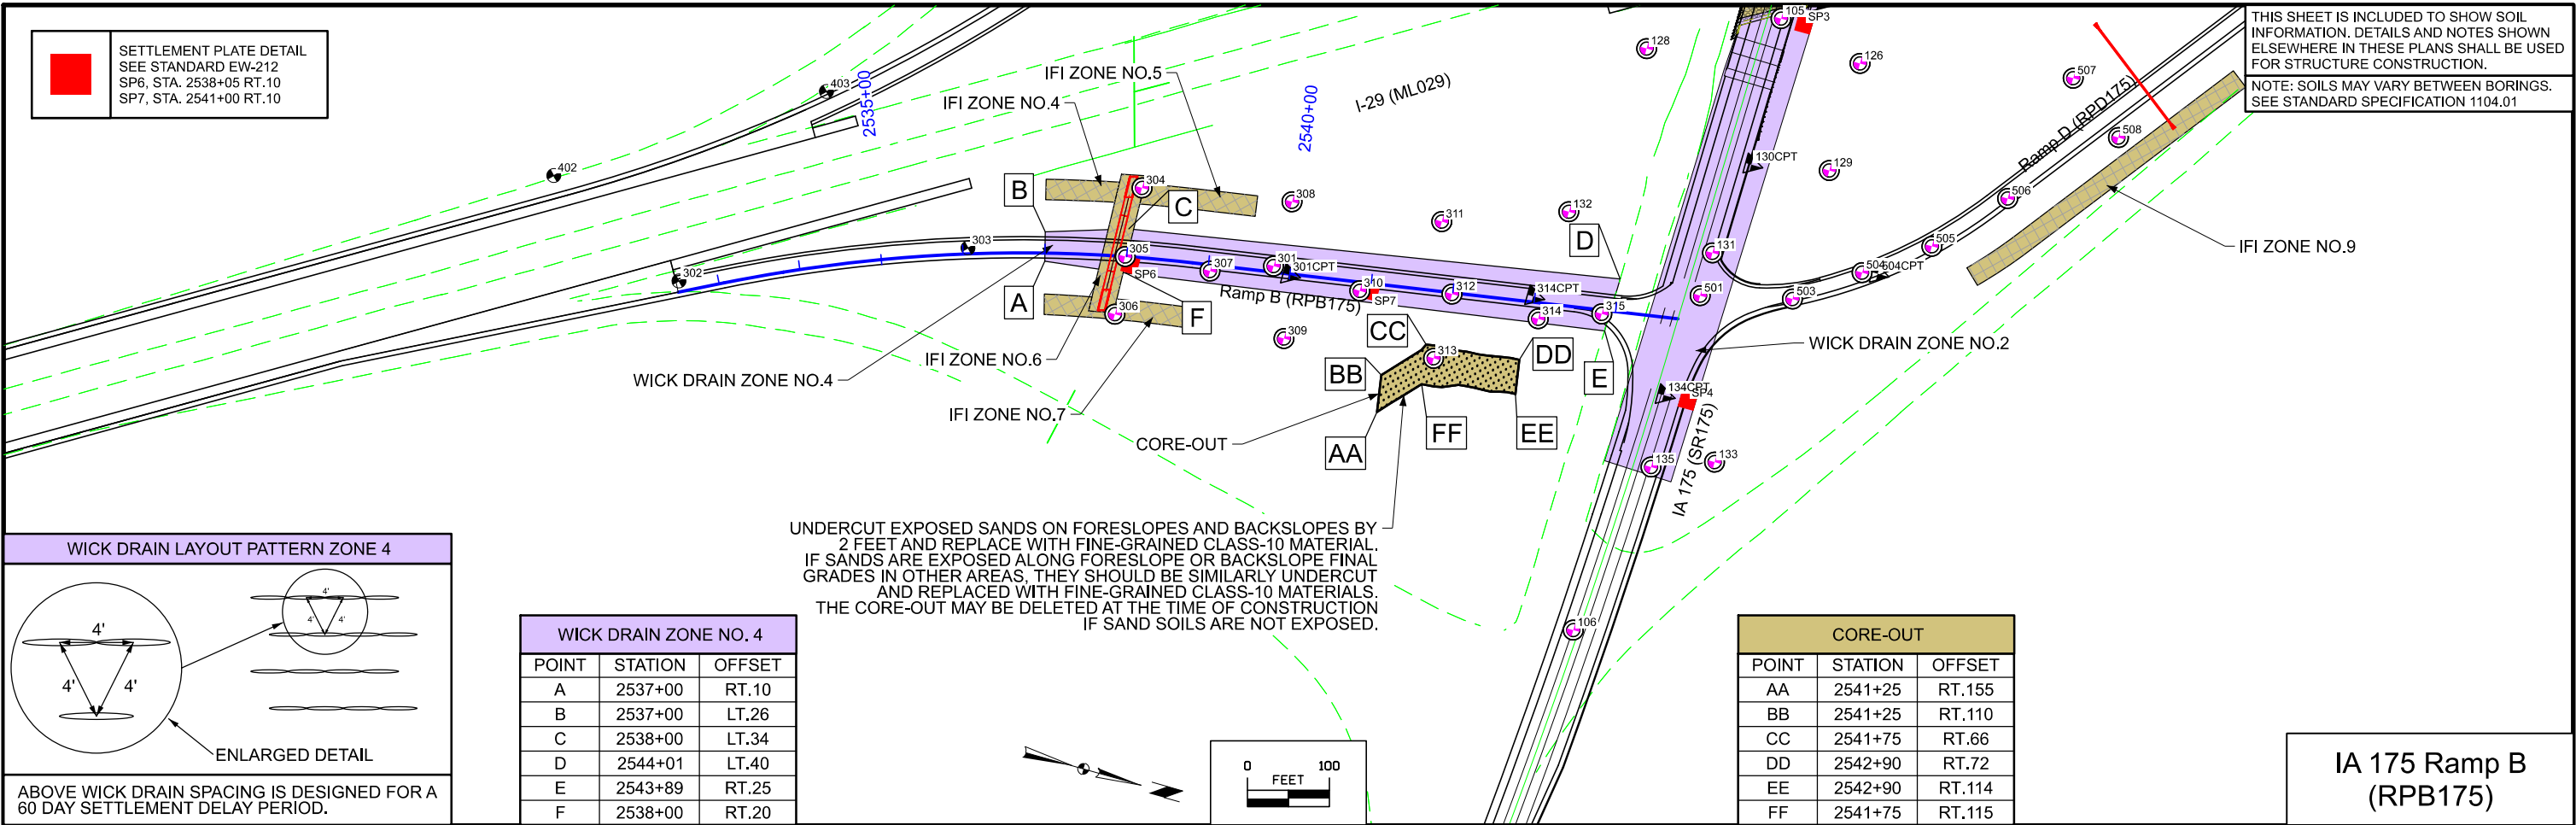 SETTLEMENT PLATE DETAIL
SEE STANDARD EW-212
SP6, STA. 2538+05 RT.10
SP7, STA. 2541+00 RT.10
THIS SHEET IS INCLUDED TO SHOW SOIL
INFORMATION. DETAILS AND NOTES SHOWN
ELSEWHERE IN THESE PLANS SHALL BE USED
FOR STRUCTURE CONSTRUCTION.
NOTE: SOILS MAY VARY BETWEEN BORINGS.
SEE STANDARD SPECIFICATION 1104.01
105
SP3
128
126
507
508
403
402
2535+00
IFI ZONE NO.5
IFI ZONE NO.4
2540+00
I-29 (ML029)
130CPT
129
Ramp D (RPD175)
506
505
IFI ZONE NO.9
B
304
C
308
311
132
D
131
504
504CPT
503
501
303
302
305
SP6
307
301
301CPT
310
SP7
312
314CPT
314
315
A
306
F
Ramp B (RPB175)
309
IFI ZONE NO.6
WICK DRAIN ZONE NO.4
IFI ZONE NO.7
CC
313
DD
BB
E
WICK DRAIN ZONE NO.2
134CPT
SP4
CORE-OUT
AA
FF
EE
135
133
IA 175 (SR175)
106
UNDERCUT EXPOSED SANDS ON FORESLOPES AND BACKSLOPES BY
2 FEET AND REPLACE WITH FINE-GRAINED CLASS-10 MATERIAL.
IF SANDS ARE EXPOSED ALONG FORESLOPE OR BACKSLOPE FINAL
GRADES IN OTHER AREAS, THEY SHOULD BE SIMILARLY UNDERCUT
AND REPLACED WITH FINE-GRAINED CLASS-10 MATERIALS.
THE CORE-OUT MAY BE DELETED AT THE TIME OF CONSTRUCTION
IF SAND SOILS ARE NOT EXPOSED.
WICK DRAIN LAYOUT PATTERN ZONE 4
4'
4' 4'
4'
4' 4'
ENLARGED DETAIL
ABOVE WICK DRAIN SPACING IS DESIGNED FOR A
60 DAY SETTLEMENT DELAY PERIOD.
WICK DRAIN ZONE NO. 4
POINT STATION OFFSET
A 2537+00 RT.10
B 2537+00 LT.26
C 2538+00 LT.34
D 2544+01 LT.40
E 2543+89 RT.25
F 2538+00 RT.20
0 100
FEET
CORE-OUT
POINT STATION OFFSET
AA 2541+25 RT.155
BB 2541+25 RT.110
CC 2541+75 RT.66
DD 2542+90 RT.72
EE 2542+90 RT.114
FF 2541+75 RT.115
IA 175 Ramp B
(RPB175)